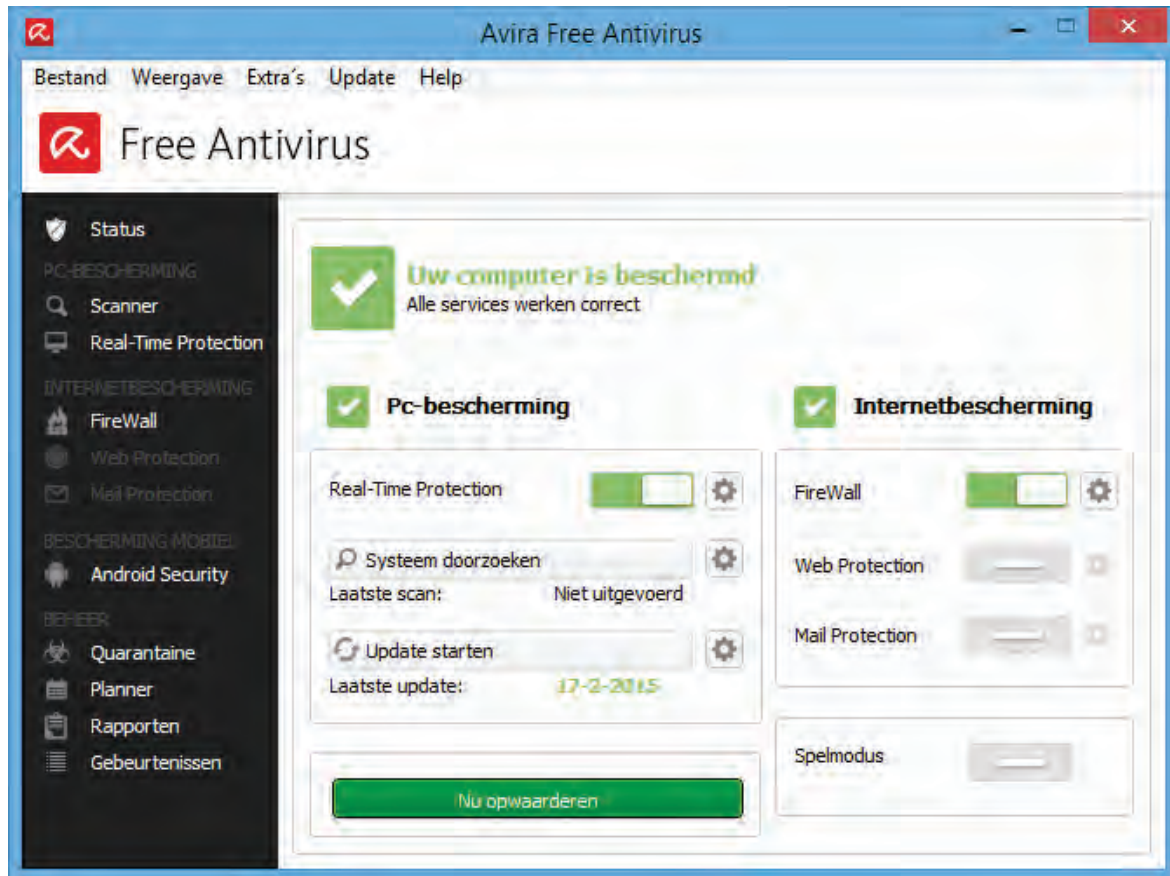 Avira Free Antivirus
Bestand Weergave Extra´s Update Help
Free Antivirus
Status
PC-BESCHERMING
Scanner
Real-Time Protection
INTERNETBESCHERMING
FireWall
Web Protection
Mail Protection
BESCHERMING MOBIEL
Android Security
BEHEER
Quarantaine
Planner
Rapporten
Gebeurtenissen
Uw computer is beschermd
Alle services werken correct
Pc-bescherming
Real-Time Protection
Systeem doorzoeken
Laatste scan: Niet uitgevoerd
Update starten
Laatste update: 17-2-2015
Nu opwaarderen
Internetbescherming
FireWall
Web Protection
Mail Protection
Spelmodus